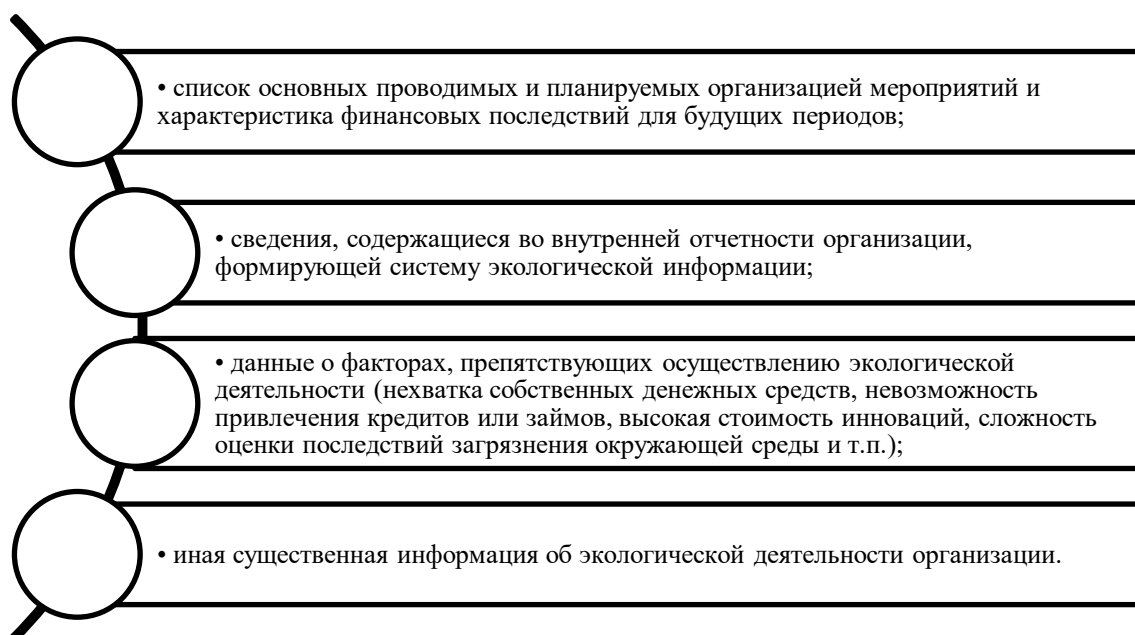 • список основных проводимых и планируемых организацией мероприятий и
характеристика финансовых последствий для будущих периодов;
• сведения, содержащиеся во внутренней отчетности организации,
формирующей систему экологической информации;
• данные о факторах, препятствующих осуществлению экологической
деятельности (нехватка собственных денежных средств, невозможность
привлечения кредитов или займов, высокая стоимость инноваций, сложность
оценки последствий загрязнения окружающей среды и т.п.);
• иная существенная информация об экологической деятельности организации.